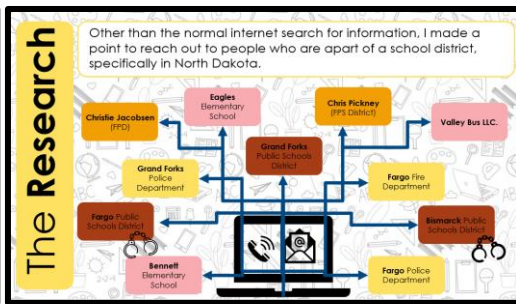 The Research
Other than the normal internet search for information, I made a
point to reach out to people who are apart of a school district,
specifically in North Dakota.
Christie Jacobsen
(FPD)
Eagles
Elementary
School
Chris Pickney
(FPS District)
Valley Bus LLC.
Grand Forks
Public Schools
District
Grand Forks
Police
Department
Fargo Fire
Department
Fargo Public
Schools District
Bismarck Public
Schools District
Bennett
Elementary
School
Fargo Police
Department